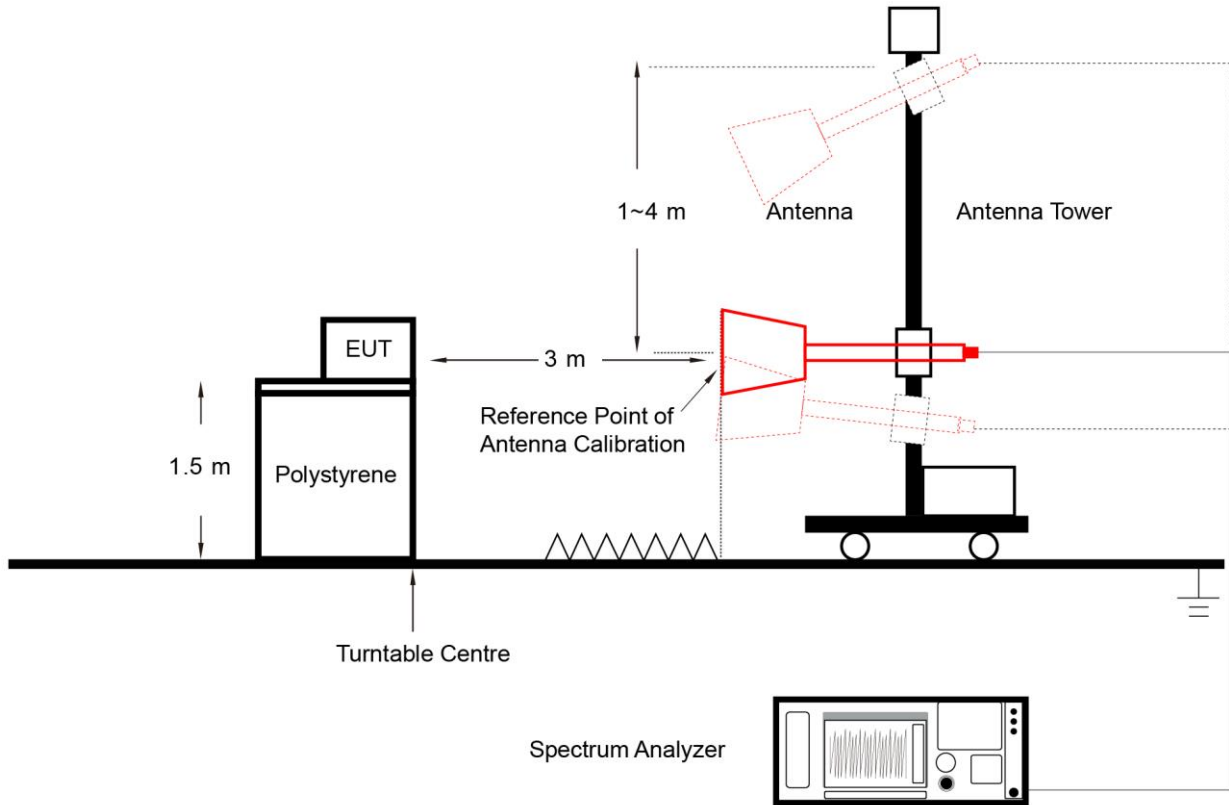 1~4 m
Antenna
Antenna Tower
EUT
3 m
Reference Point of
Antenna Calibration
1.5 m
Polystyrene
Turntable Centre
Spectrum Analyzer